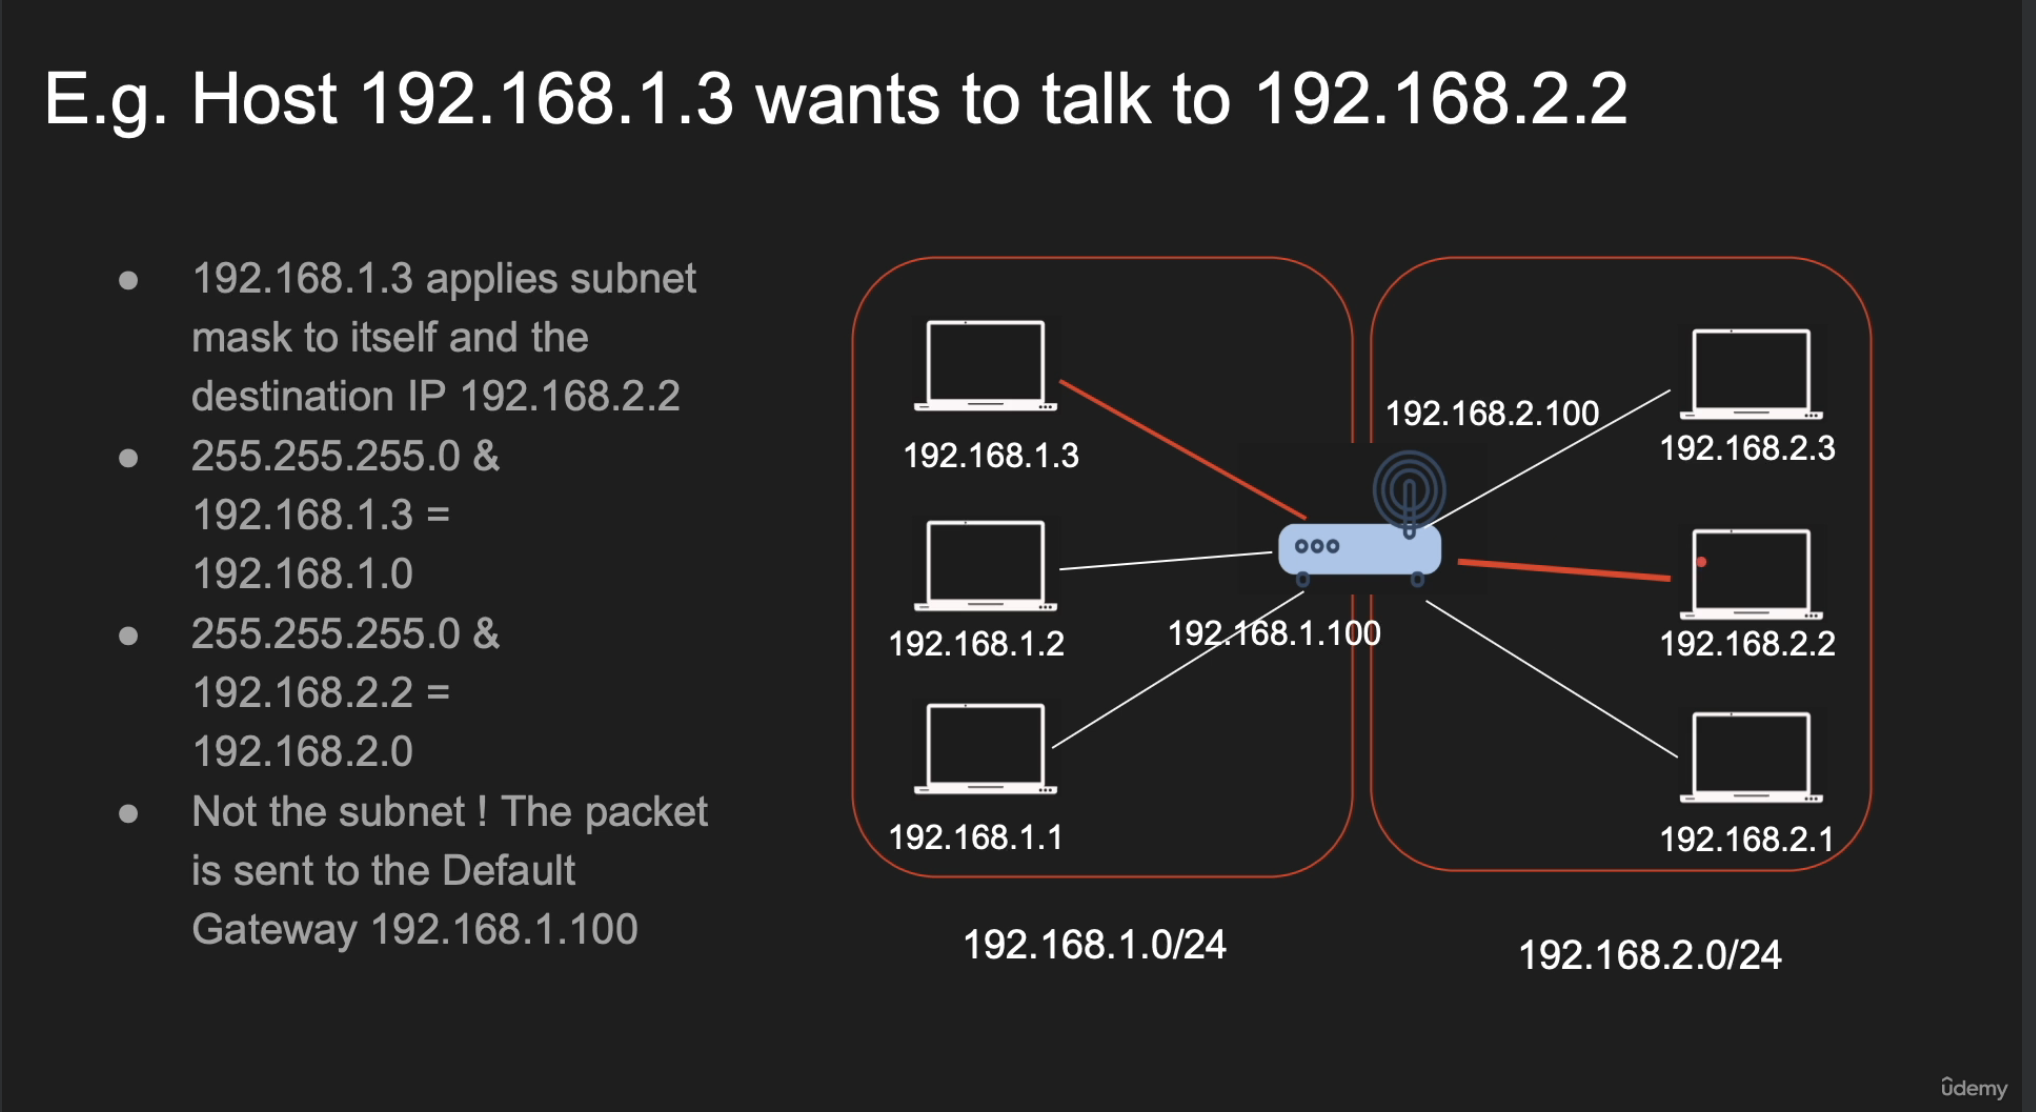 E.g. Host 192.168.1.3 wants to talk to 192.168.2.2
● 192.168.1.3 applies subnet
mask to itself and the
destination IP 192.168.2.2
● 255.255.255.0 &
192.168.1.3 =
192.168.1.0
● 255.255.255.0 &
192.168.2.2 =
192.168.2.0
● Not the subnet ! The packet
is sent to the Default
Gateway 192.168.1.100
192.168.1.3
192.168.1.2
192.168.1.1
192.168.1.100
192.168.1.0/24
192.168.2.100
192.168.2.3
192.168.2.2
192.168.2.1
192.168.2.0/24
ûdemy